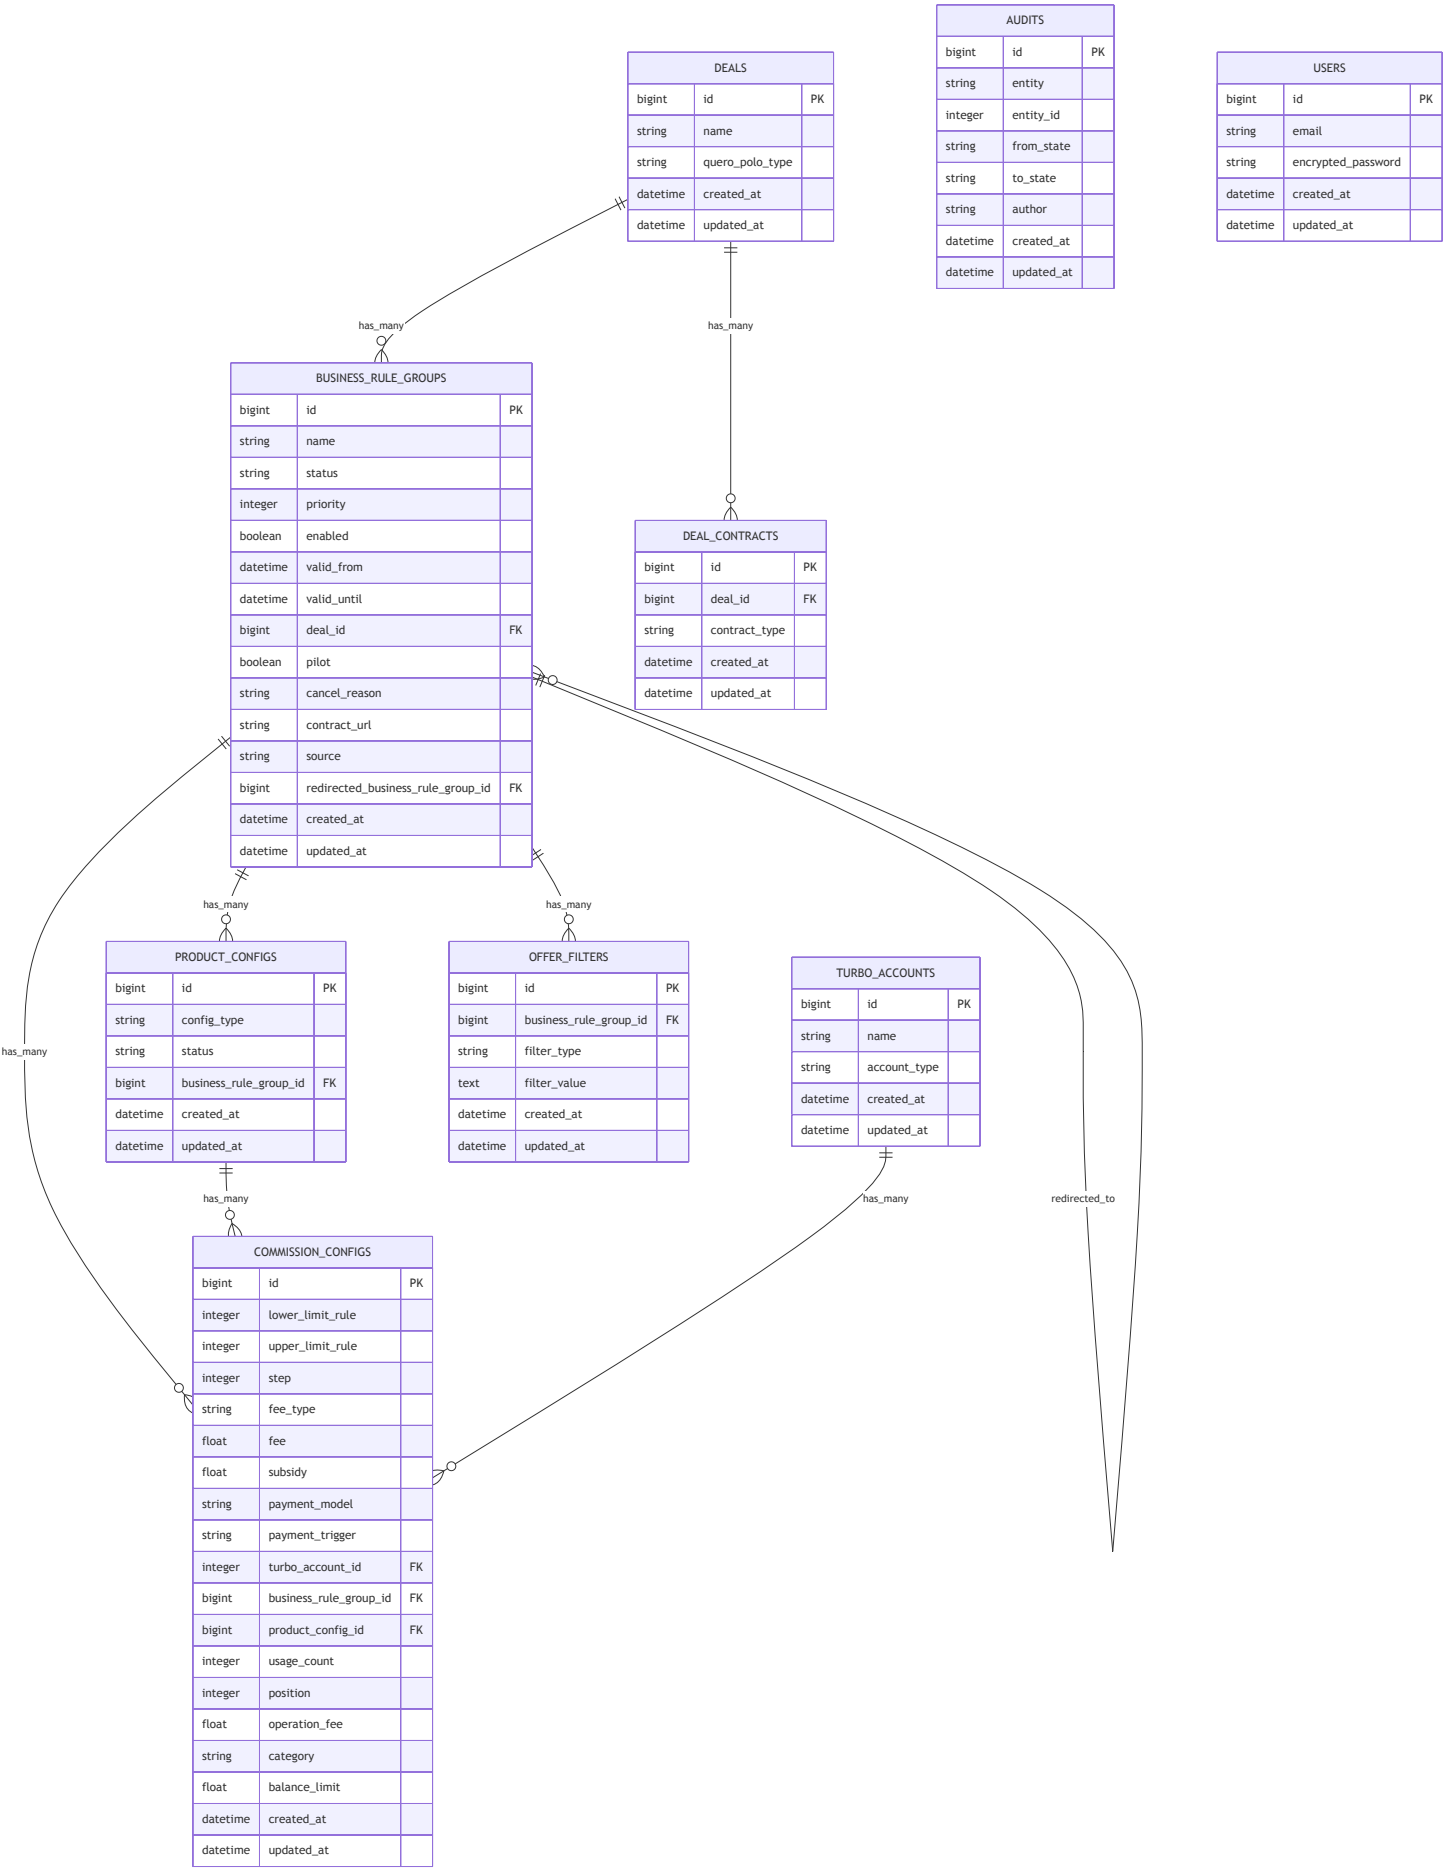 AUDITS
bigint id PK
string entity
integer entity_id
string from_state
string to_state
string author
datetime created_at
datetime updated_at
DEALS
bigint id PK
string name
string quero_polo_type
datetime created_at
datetime updated_at
USERS
bigint id PK
string email
string encrypted_password
datetime created_at
datetime updated_at
has_many
has_many
BUSINESS_RULE_GROUPS
bigint id PK
string name
string status
integer priority
boolean enabled
datetime valid_from
datetime valid_until
bigint deal_id FK
boolean pilot
string cancel_reason
string contract_url
string source
bigint redirected_business_rule_group_id FK
datetime created_at
datetime updated_at
DEAL_CONTRACTS
bigint id PK
bigint deal_id FK
string contract_type
datetime created_at
datetime updated_at
has_many
has_many
PRODUCT_CONFIGS
bigint id PK
string config_type
string status
bigint business_rule_group_id FK
datetime created_at
datetime updated_at
OFFER_FILTERS
bigint id PK
bigint business_rule_group_id FK
string filter_type
text filter_value
datetime created_at
datetime updated_at
TURBO_ACCOUNTS
bigint id PK
string name
string account_type
datetime created_at
datetime updated_at
has_many
has_many
has_many
redirected_to
COMMISSION_CONFIGS
bigint id PK
integer lower_limit_rule
integer upper_limit_rule
integer step
string fee_type
float fee
float subsidy
string payment_model
string payment_trigger
integer turbo_account_id FK
bigint business_rule_group_id FK
bigint product_config_id FK
integer usage_count
integer position
float operation_fee
string category
float balance_limit
datetime created_at
datetime updated_at